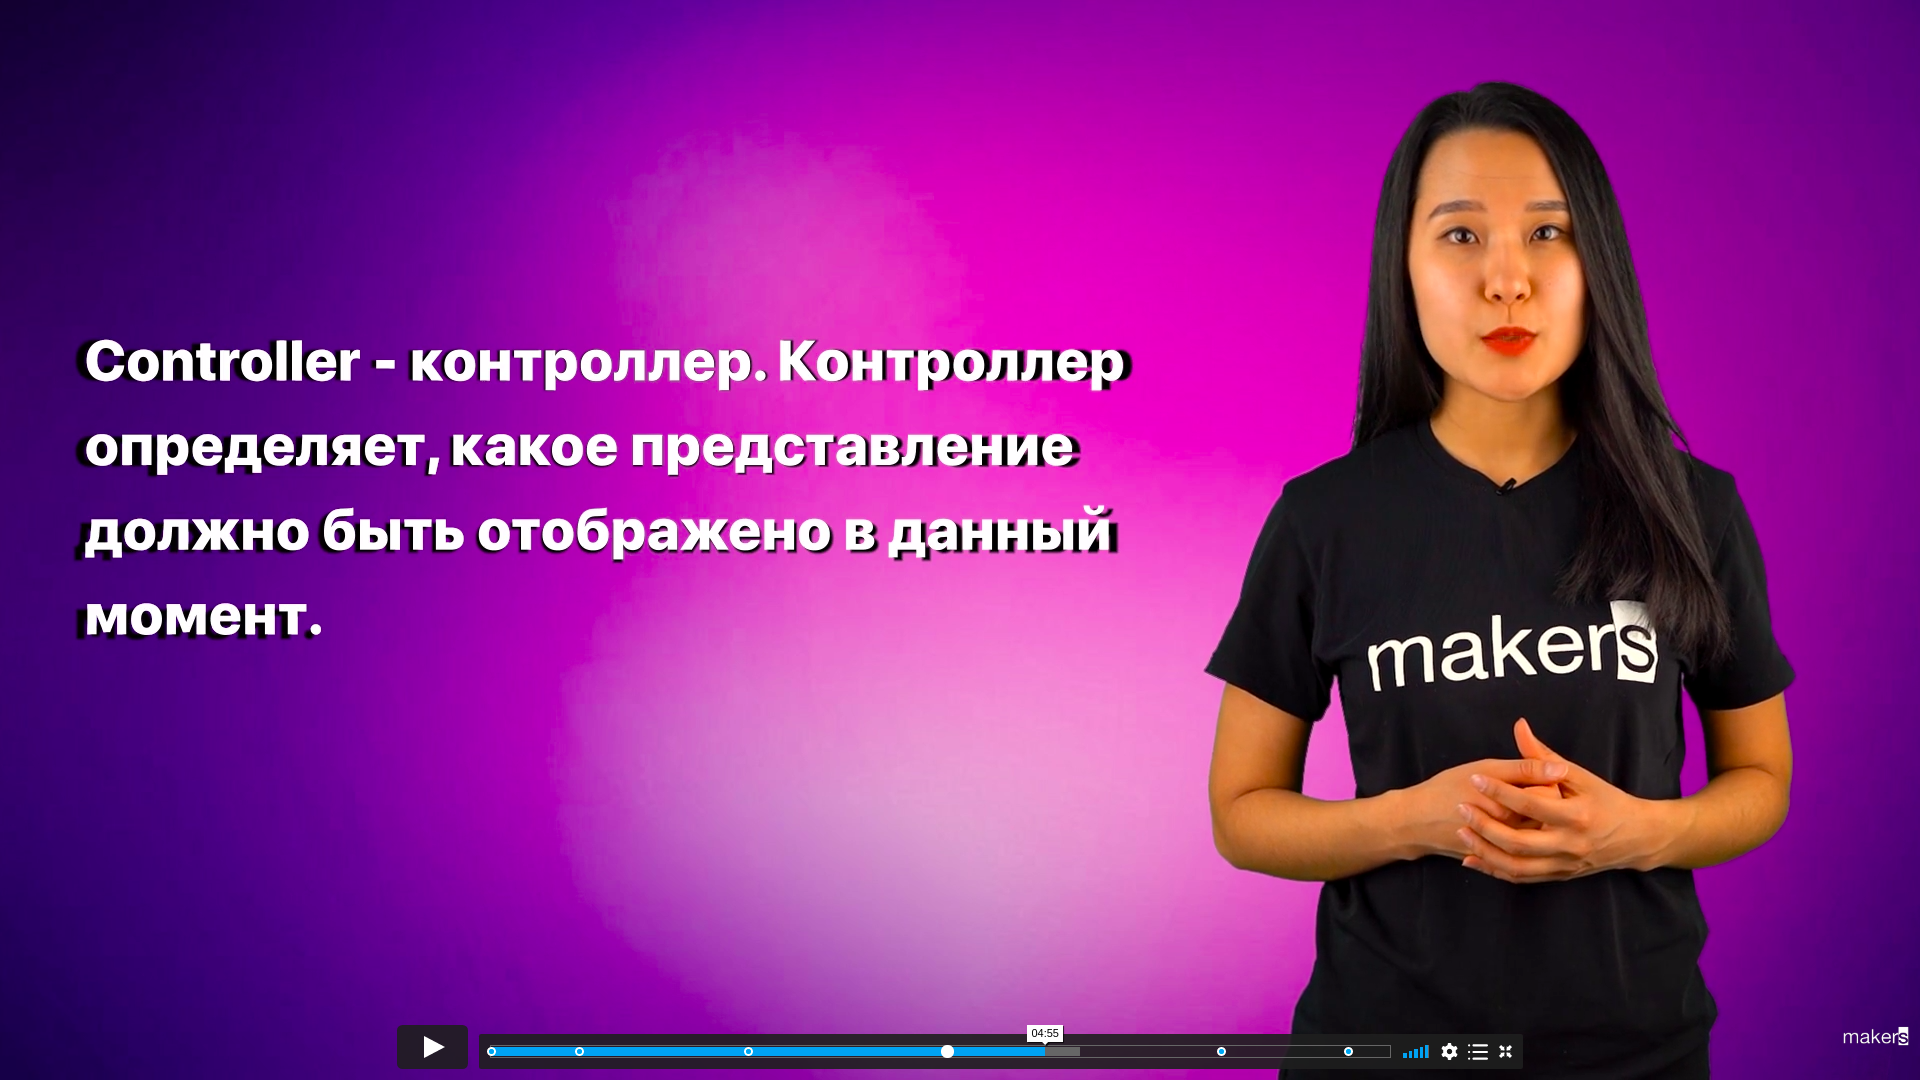 Controller - контроллер. Контроллер
определяет, какое представление
должно быть отображено в данный
момент.
makers
04:55
makers